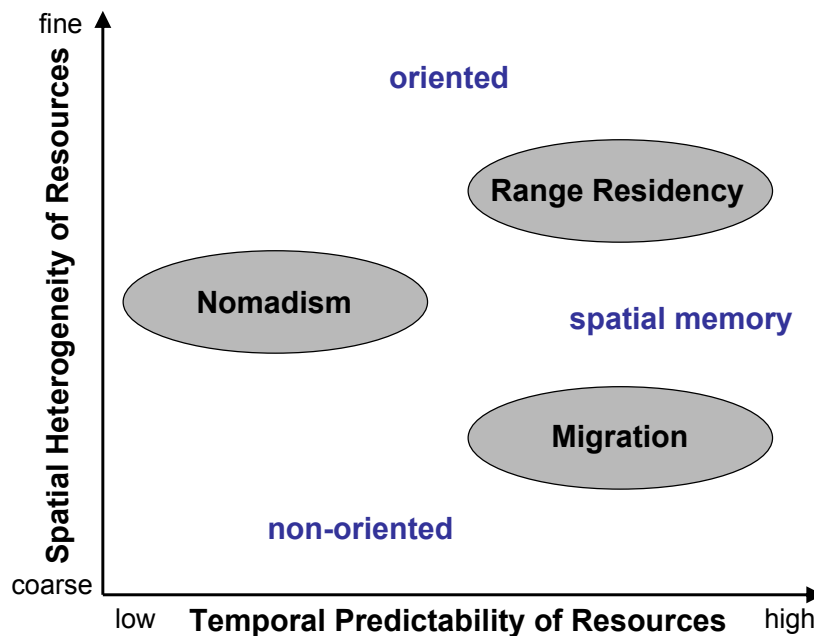 fine
Spatial Heterogeneity of Resources
oriented
Range Residency
Nomadism
spatial memory
Migration
non-oriented
coarse
low
Temporal Predictability of Resources
high